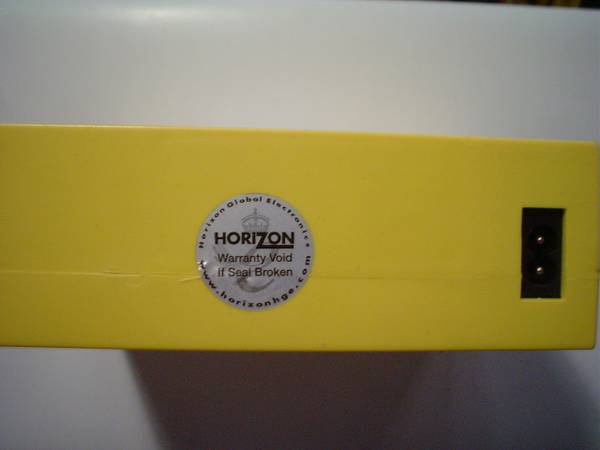 Horizon Global Electronics
HORIZON
Warranty Void
If Seal Broken
www.horizonhge.com